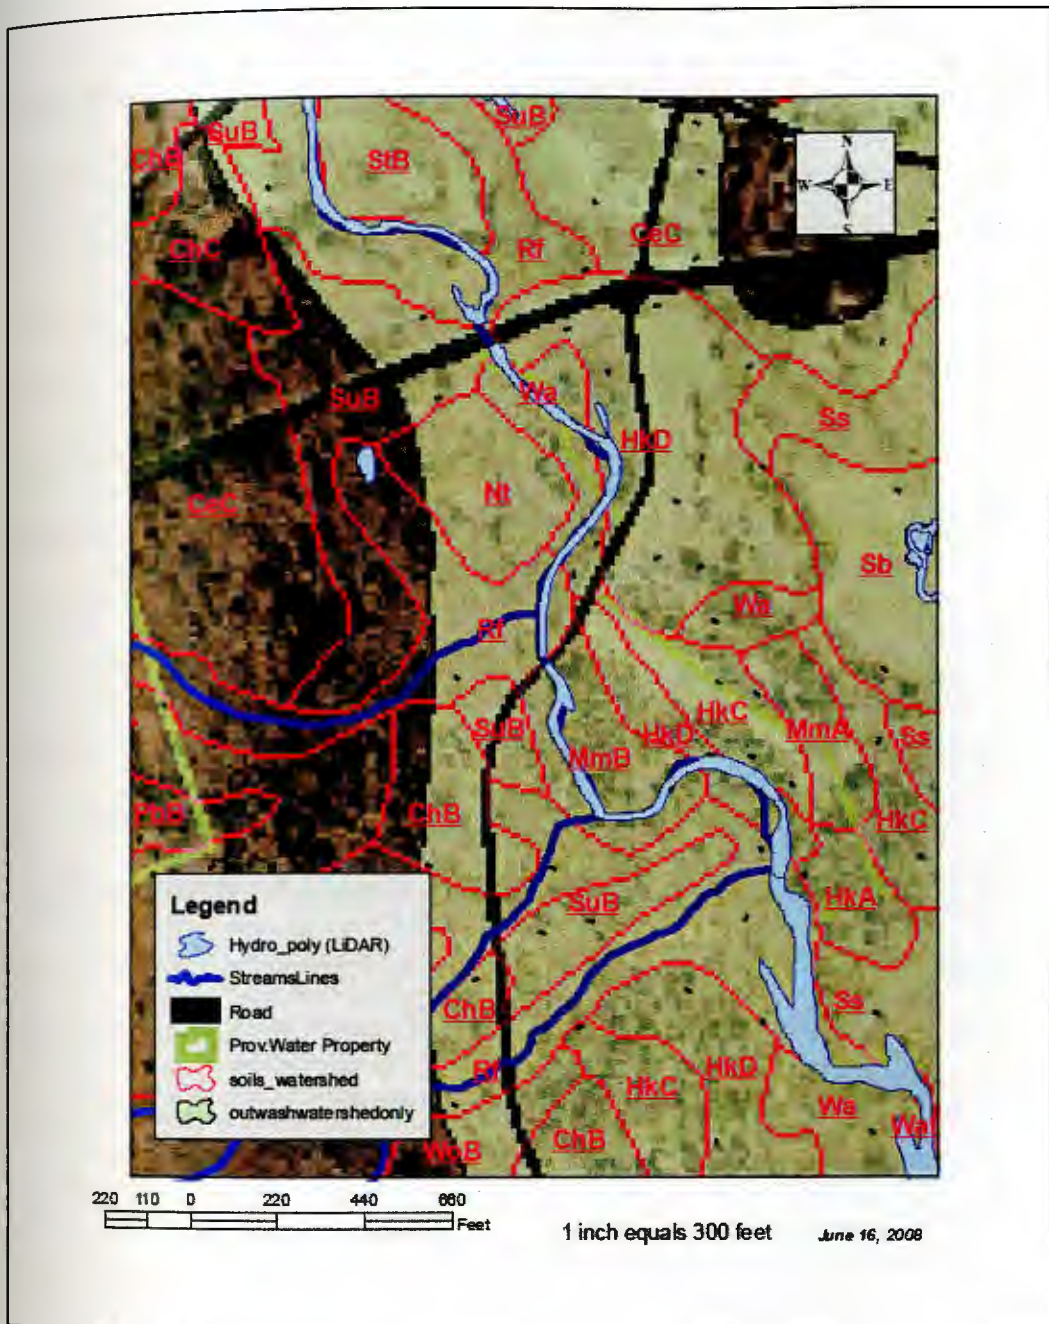 SuB
SuB
ChB
StB
N
W E
S
ChC
Rf
CeC
SuB
Wa
Ss
HkD
CeC
Nt
Sb
Wa
Rf
HkC
SuB
HkD
MmA
Ss
MmB
PbB
ChB
HkC
HkA
SuB
Legend
Hydro_poly (LiDAR)
StreamsLines
Road
Prov.Water Property
soils_watershed
outwashwatershedonly
ChB
Ss
Rf
HkD
HkC
Wa
Wa
ChB
WoB
220 110 0 220 440 660
Feet
1 inch equals 300 feet
June 16, 2008